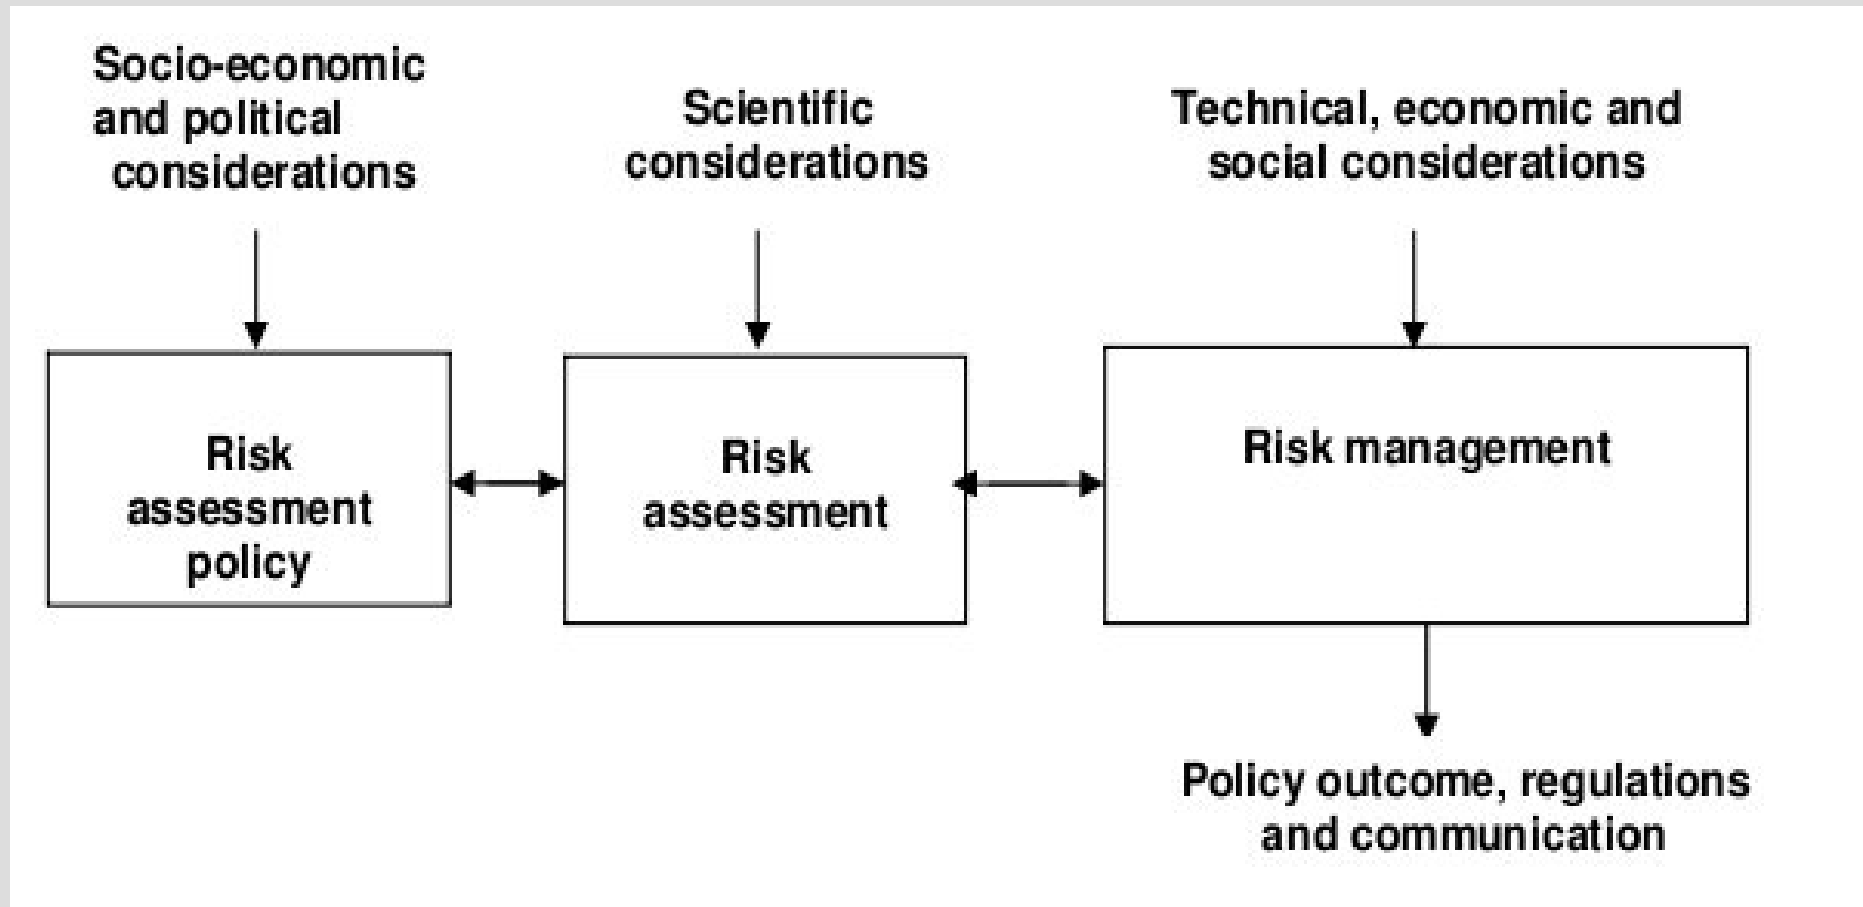 Socio-economic
and political
considerations
Scientific
considerations
Technical, economic and
social considerations
Risk
assessment
policy
Risk
assessment
Risk management
Policy outcome, regulations
and communication